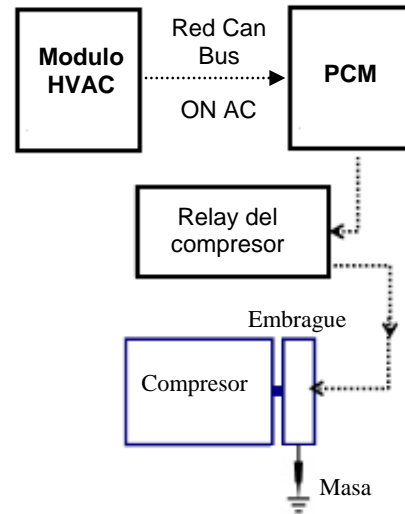 Modulo
HVAC
Red Can
Bus
ON AC
PCM
Relay del
compresor
Embrague
Compresor
Masa